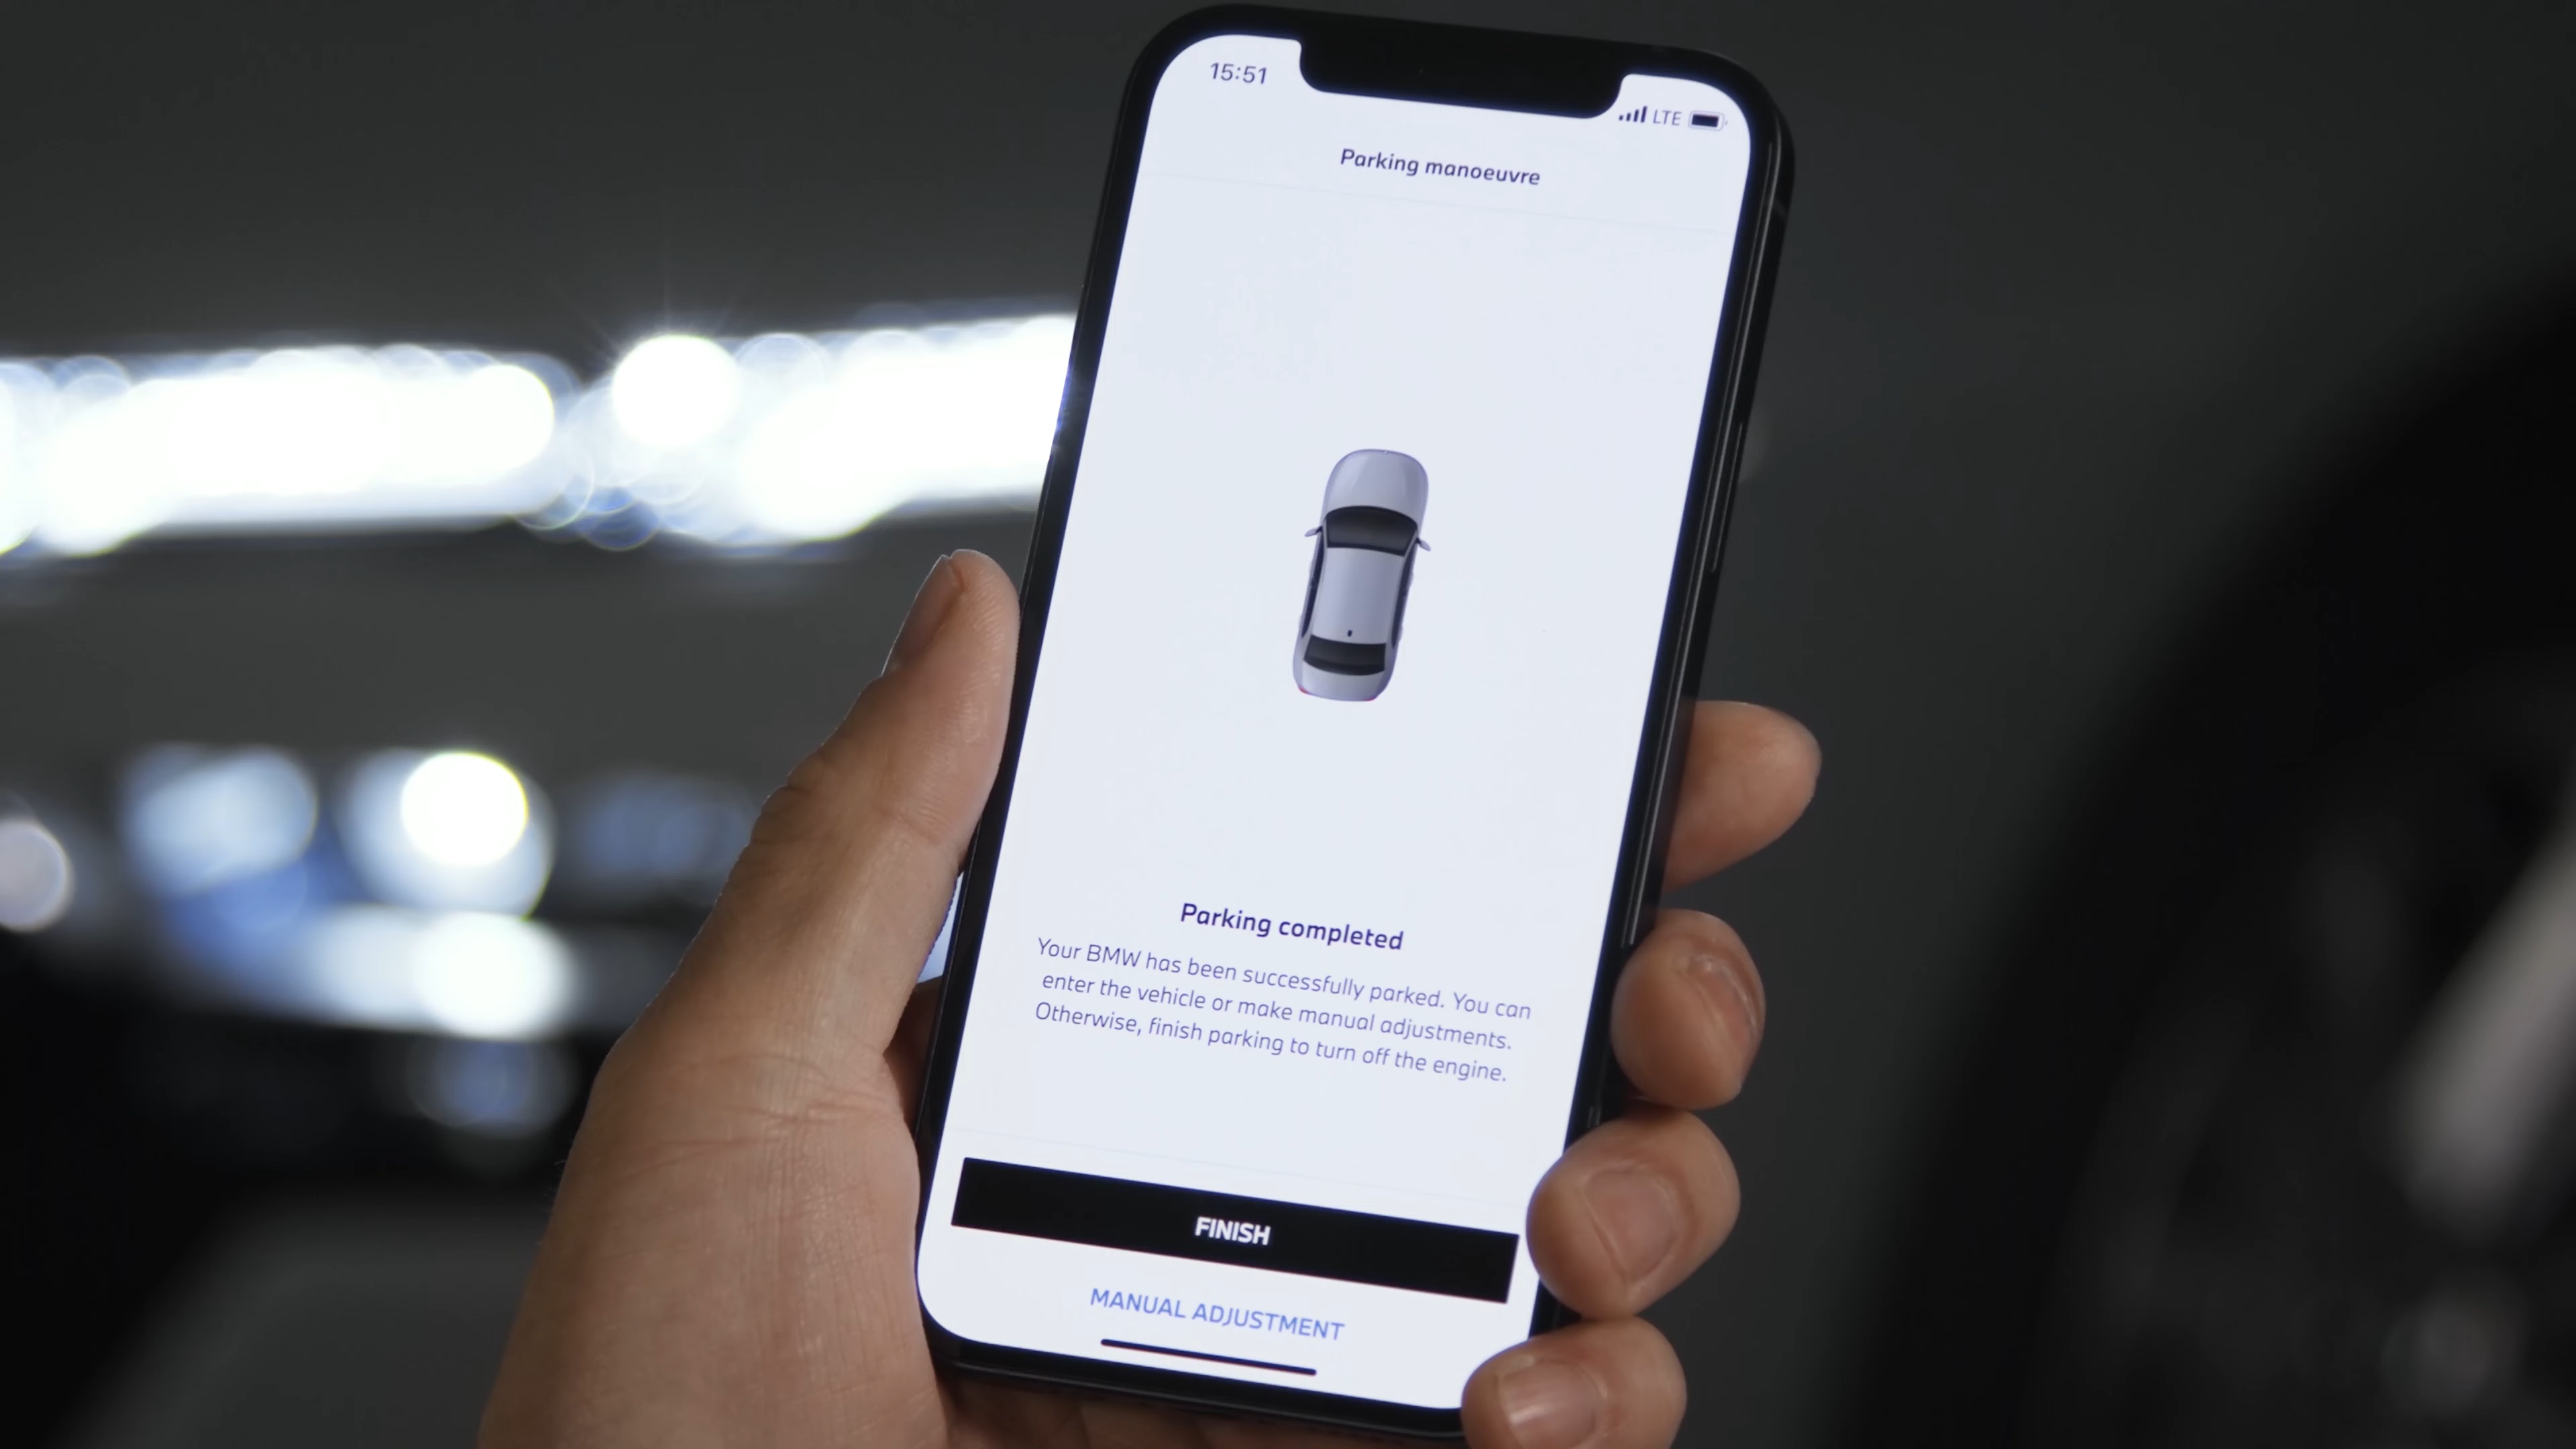 15:51
LTE
Parking manoeuvre
Parking completed
Your BMW has been successfully parked. You can
enter the vehicle or make manual adjustments.
Otherwise, finish parking to turn off the engine.
FINISH
MANUAL ADJUSTMENT